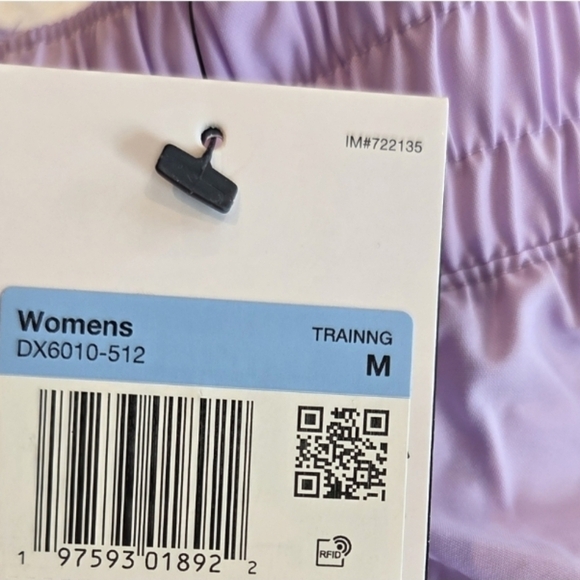 IM#722135
Womens
TRAINNG
DX6010-512
M
1 97593 01892 2
RFID